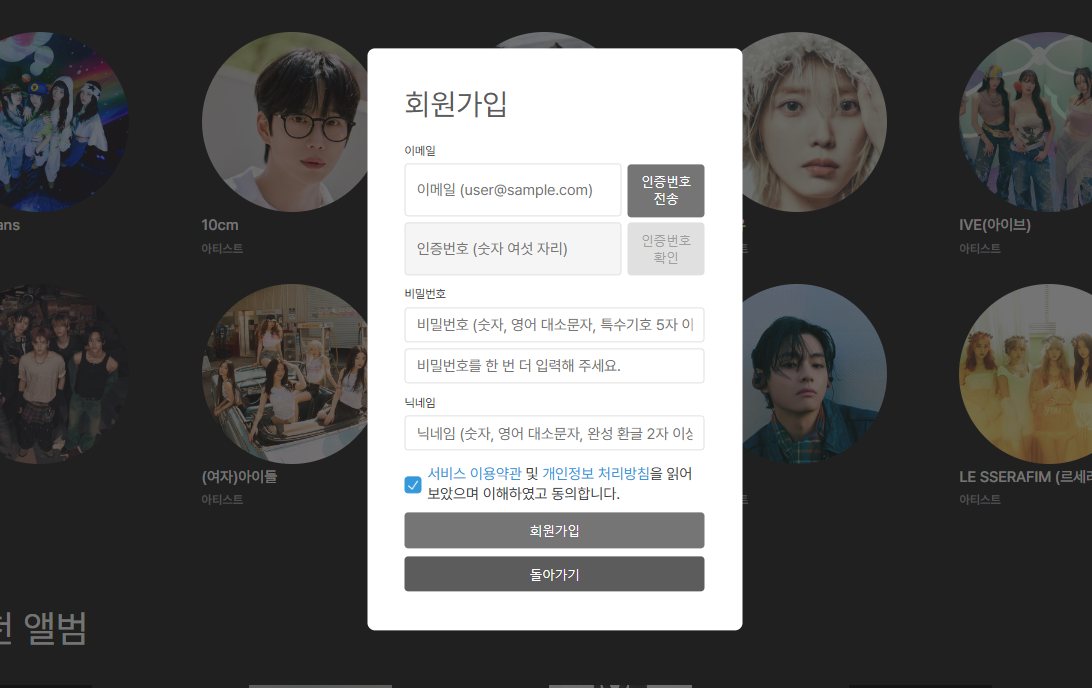 회원가입
이메일
이메일 (user@sample.com)
인증번호
전송
인증번호 (숫자 여섯 자리)
인증번호
확인
비밀번호
비밀번호 (숫자, 영어 대소문자, 특수기호 5자 이
비밀번호를 한 번 더 입력해 주세요.
닉네임
닉네임 (숫자, 영어 대소문자, 완성 환글 2자 이상
서비스 이용약관 및 개인정보 처리방침을 읽어
보았으며 이해하였고 동의합니다.
회원가입
돌아가기
10cm
아티스트
IVE(아이브)
아티스트
(여자)아이들
아티스트
LE SSERAFIM (르세라
아티스트
앨범